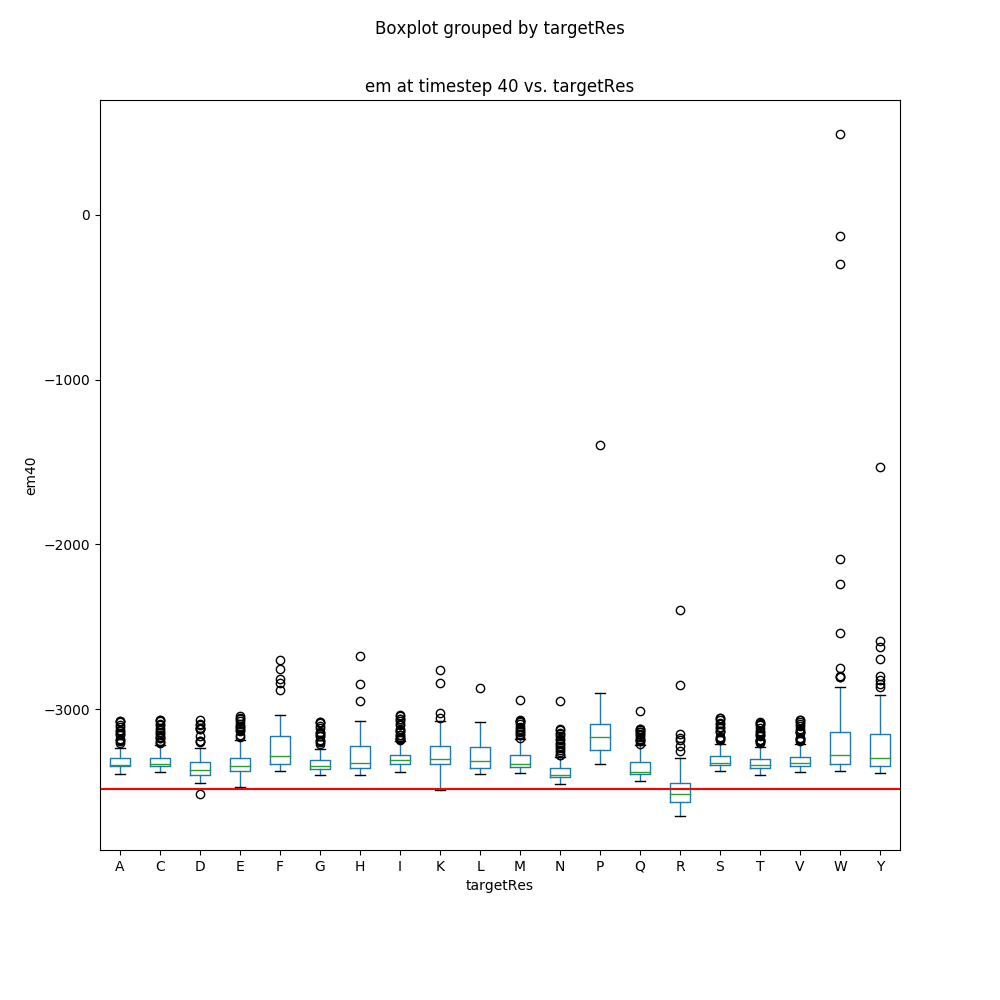 Boxplot grouped by targetRes
em at timestep 40 vs. targetRes
0
−1000
−2000
−3000
em40
A C D E F G H I K L M N P Q R S T V W Y
targetRes